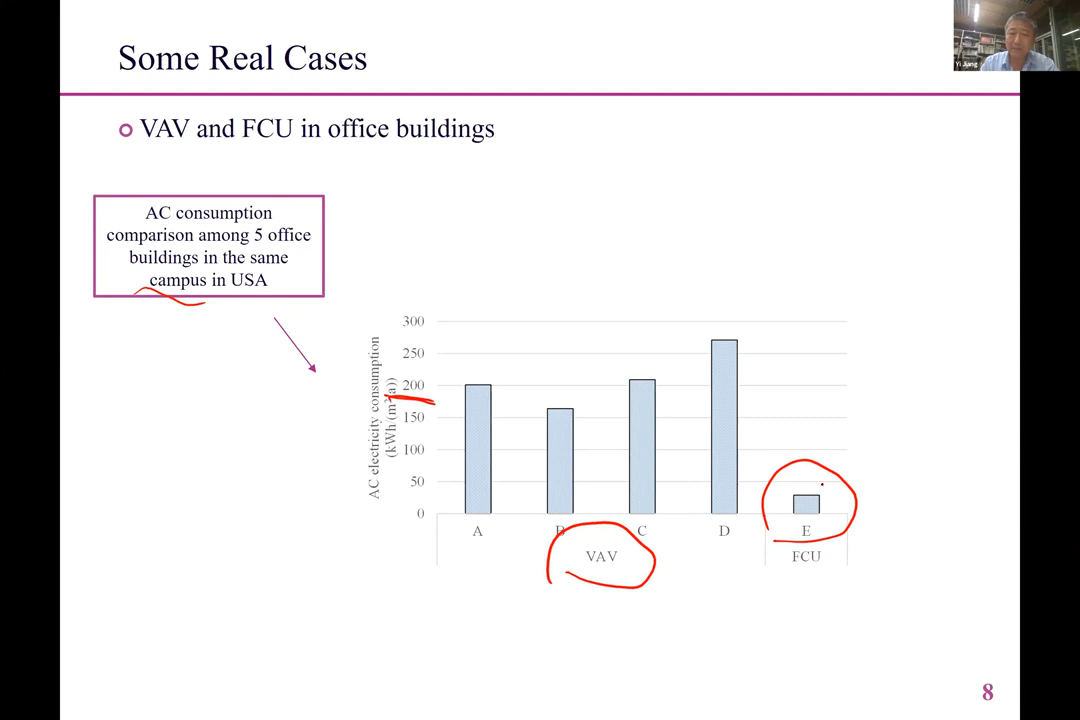 Some Real Cases
Yi Jiang
VAV and FCU in office buildings
AC consumption
comparison among 5 office
buildings in the same
campus in USA
AC electricity consumption
(kWh (m²a))
300
250
200
150
100
50
0
A
B
C
D
E
VAV
FCU
8